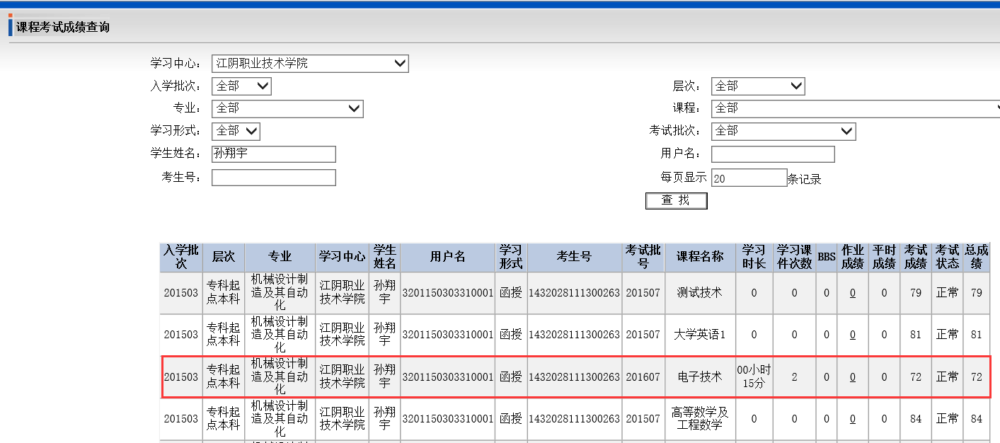 课程考试成绩查询
学习中心： 江阴职业技术学院
入学批次： 全部 层次： 全部
专业： 全部 课程： 全部
学习形式： 全部 考试批次： 全部
学生姓名： 孙翔宇 用户名：
考生号： 每页显示 20 条记录
查 找
入学批次 层次 专业 学习中心 学生姓名 用户名 学习形式 考生号 考试批号 课程名称 学习时长 学习课件次数 BBS 作业成绩 平时成绩 考试成绩 考试状态 总成绩
201503 专科起点本科 机械设计制造及其自动化 江阴职业技术学院 孙翔宇 3201150303310001 函授 1432028111300263 201507 测试技术 0 0 0 0 0 79 正常 79
201503 专科起点本科 机械设计制造及其自动化 江阴职业技术学院 孙翔宇 3201150303310001 函授 1432028111300263 201507 大学英语1 0 0 0 0 0 81 正常 81
201503 专科起点本科 机械设计制造及其自动化 江阴职业技术学院 孙翔宇 3201150303310001 函授 1432028111300263 201607 电子技术 00小时15分 2 0 0 0 72 正常 72
201503 专科起点本科 机械设计制造及其自动化 江阴职业技术学院 孙翔宇 3201150303310001 函授 1432028111300263 201507 高等数学及工程数学 0 0 0 0 0 84 正常 84